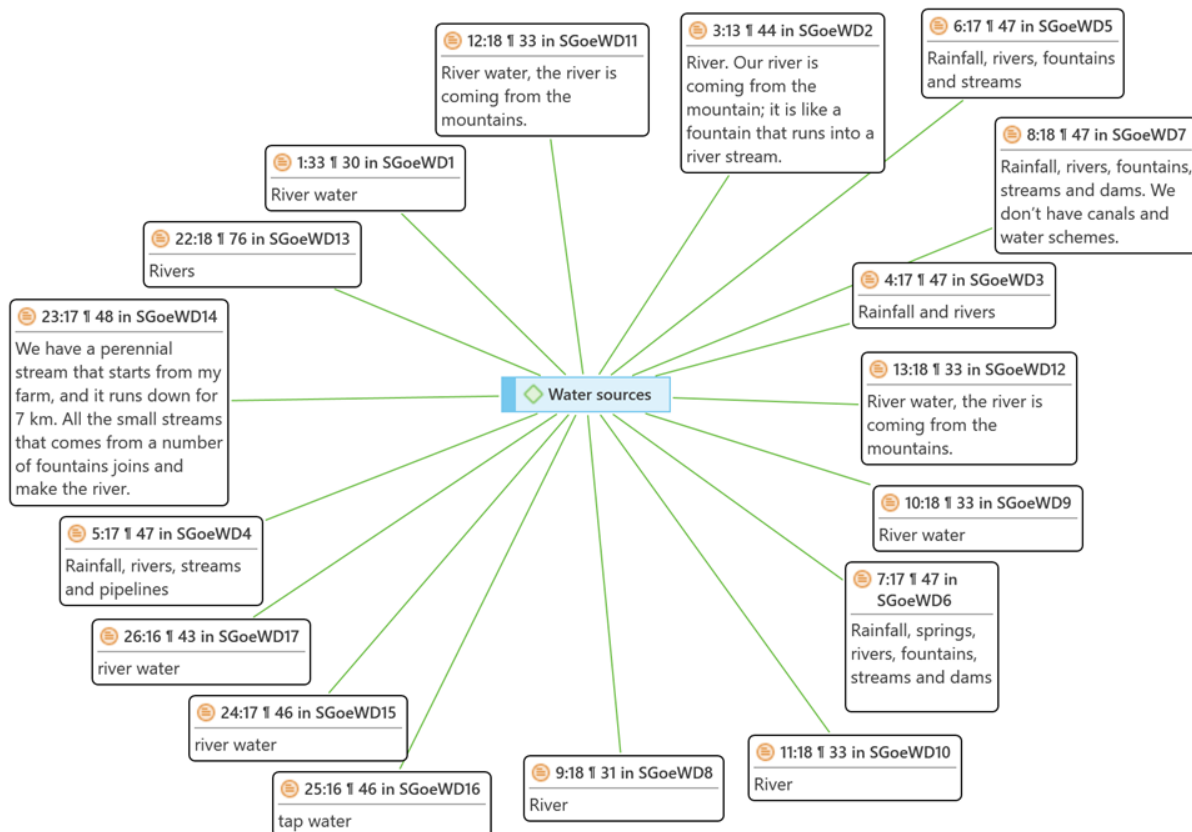 6:17 ¶ 47 in SGoeWD5
Rainfall, rivers, fountains
and streams
3:13 ¶ 44 in SGoeWD2
River. Our river is
coming from the
mountain; it is like a
fountain that runs into a
river stream.
12:18 ¶ 33 in SGoeWD11
River water, the river is
coming from the
mountains.
8:18 ¶ 47 in SGoeWD7
Rainfall, rivers, fountains,
streams and dams. We
don't have canals and
water schemes.
1:33 ¶ 30 in SGoeWD1
River water
22:18 ¶ 76 in SGoeWD13
Rivers
4:17 ¶ 47 in SGoeWD3
Rainfall and rivers
23:17 ¶ 48 in SGoeWD14
We have a perennial
stream that starts from my
farm, and it runs down for
7 km. All the small streams
that comes from a number
of fountains joins and
make the river.
Water sources
13:18 ¶ 33 in SGoeWD12
River water, the river is
coming from the
mountains.
10:18 ¶ 33 in SGoeWD9
River water
5:17 ¶ 47 in SGoeWD4
Rainfall, rivers, streams
and pipelines
7:17 ¶ 47 in
SGoeWD6
Rainfall, springs,
rivers, fountains,
streams and dams
26:16 ¶ 43 in SGoeWD17
river water
24:17 ¶ 46 in SGoeWD15
river water
11:18 ¶ 33 in SGoeWD10
River
9:18 ¶ 31 in SGoeWD8
River
25:16 ¶ 46 in SGoeWD16
tap water